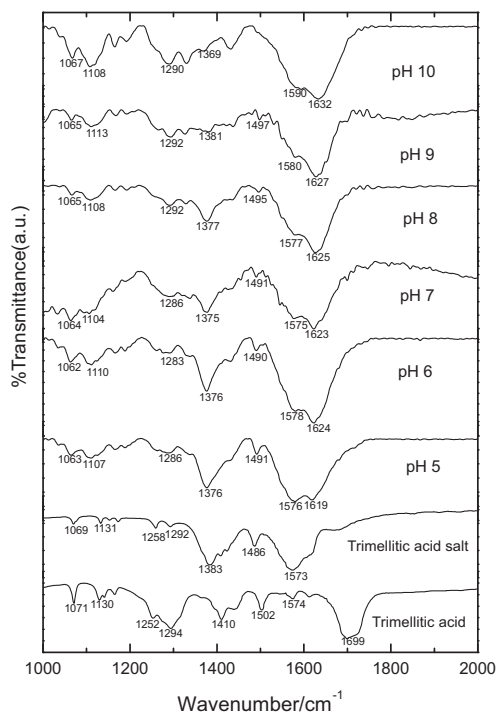 %Transmittance(a.u.)
1067 1108 1290 1369 1590 1632 pH 10
1065 1113 1292 1381 1497 1580 1627 pH 9
1065 1108 1292 1377 1495 1577 1625 pH 8
1064 1104 1286 1375 1491 1575 1623 pH 7
1062 1110 1283 1376 1490 1578 1624 pH 6
1063 1107 1286 1376 1491 1576 1619 pH 5
1069 1131 1258 1292 1383 1486 1573 Trimellitic acid salt
1071 1130 1252 1294 1410 1502 1574 1699 Trimellitic acid
1000 1200 1400 1600 1800 2000
Wavenumber/cm⁻¹